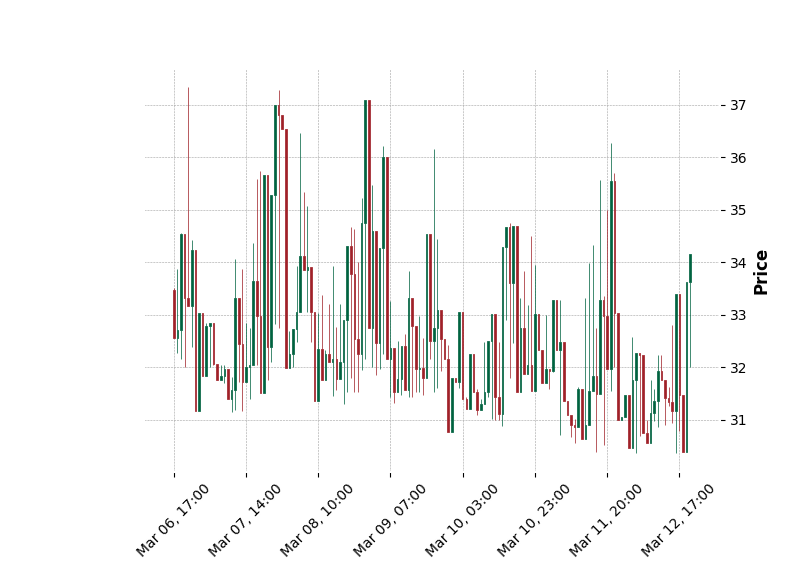 37
36
35
34
33
32
31
Price
Mar 06, 17:00
Mar 07, 14:00
Mar 08, 10:00
Mar 09, 07:00
Mar 10, 03:00
Mar 10, 23:00
Mar 11, 20:00
Mar 12, 17:00